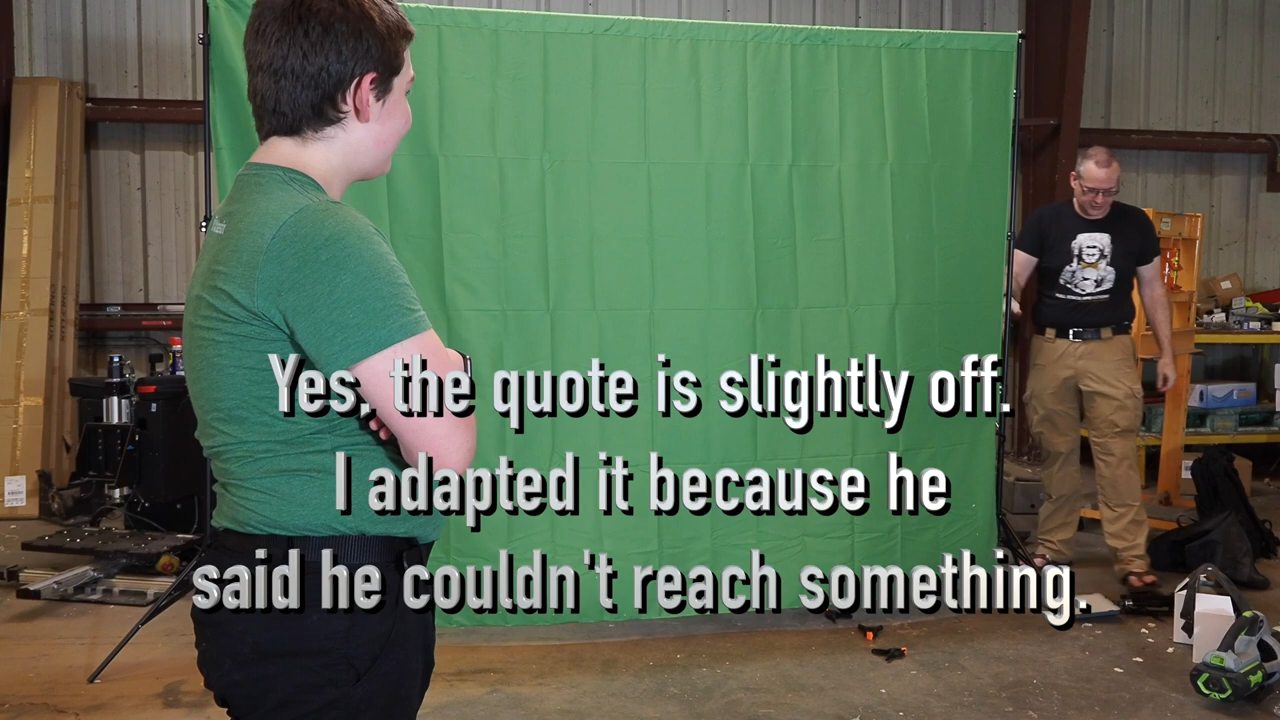 Yes, the quote is slightly off.
I adapted it because he
said he couldn't reach something.